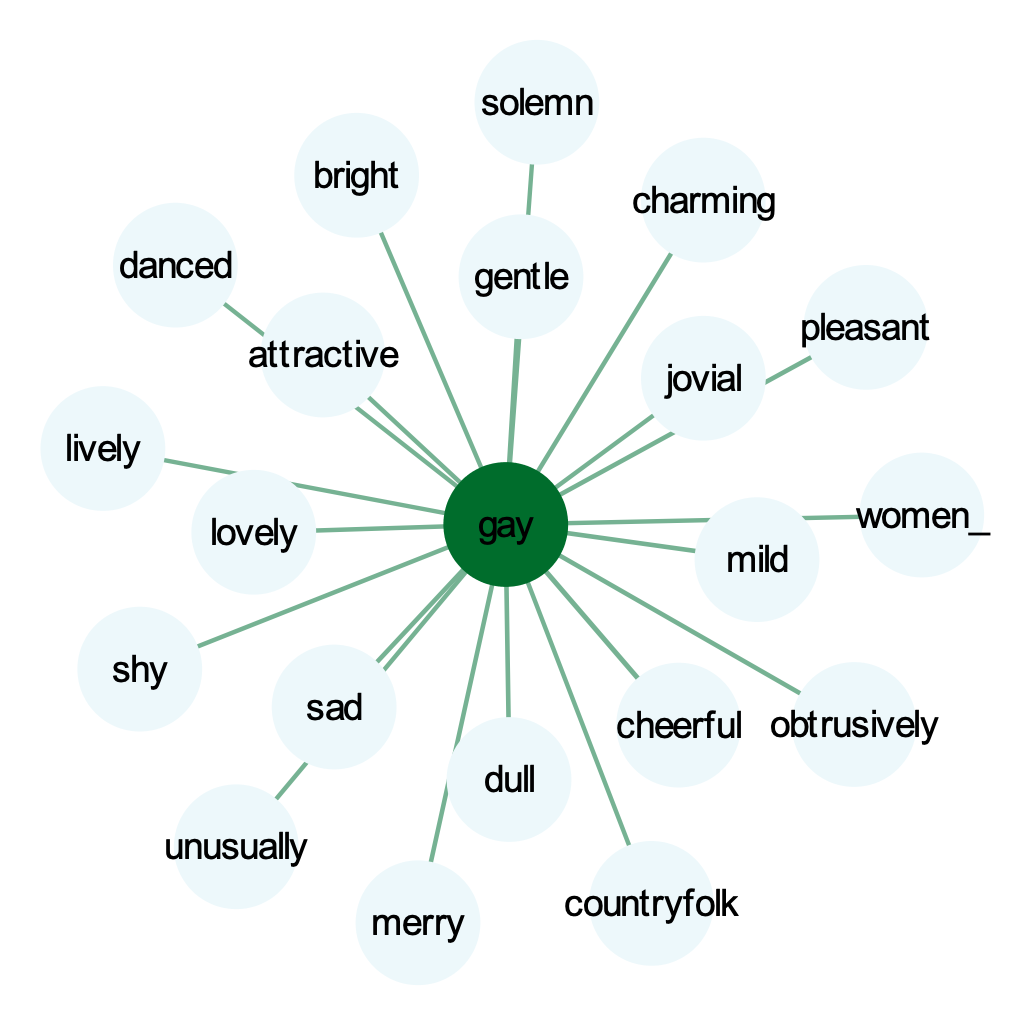 solemn
bright
charming
danced
gentle
pleasant
attractive
jovial
lively
lovely
gay
women_
mild
shy
sad
cheerful
obtrusively
dull
unusually
merry
countryfolk